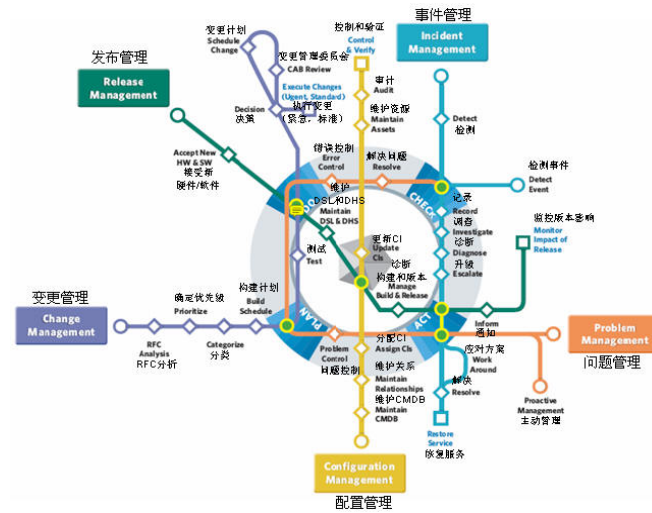 变更计划
Schedule
Change
控制和验证
Control
& Verify
事件管理
Incident
Management
发布管理
Release
Management
变更管理委员会
CAB Review
审计
Audit
Execute Changes
(Ugent, Standard)
执行变更
(紧急，标准)
Decision
决策
维护资源
Maintain
Assets
Detect
检测
错误控制
Error
Control
解决问题
Resolve
Accept New
HW & SW
接受新
硬件/软件
检测事件
Detect
Event
维护
DSL和DHS
Maintain
DSL & DHS
DO
CHECK
记录
Record
调查
Investigate
诊断
Diagnose
升级
Escalate
监控版本影响
Monitor
Impact of
Release
测试
Test
更新CI
Update
CIs
诊断
构建和版本
Manage
Build & Release
变更管理
Change
Management
确定优先级
Prioritize
构建计划
Build
Schedule
PLAN
ACT
RFC
Analysis
RFC分析
Categorize
分类
Problem
Control
问题控制
分配CI
Assign CIs
维护关系
Maintain
Relationships
维护CMDB
Maintain
CMDB
Inform
通知
应对方案
Work
Around
解决
Resolve
Problem
Management
问题管理
Proactive
Management
主动管理
Restore
Service
恢复服务
Configuration
Management
配置管理